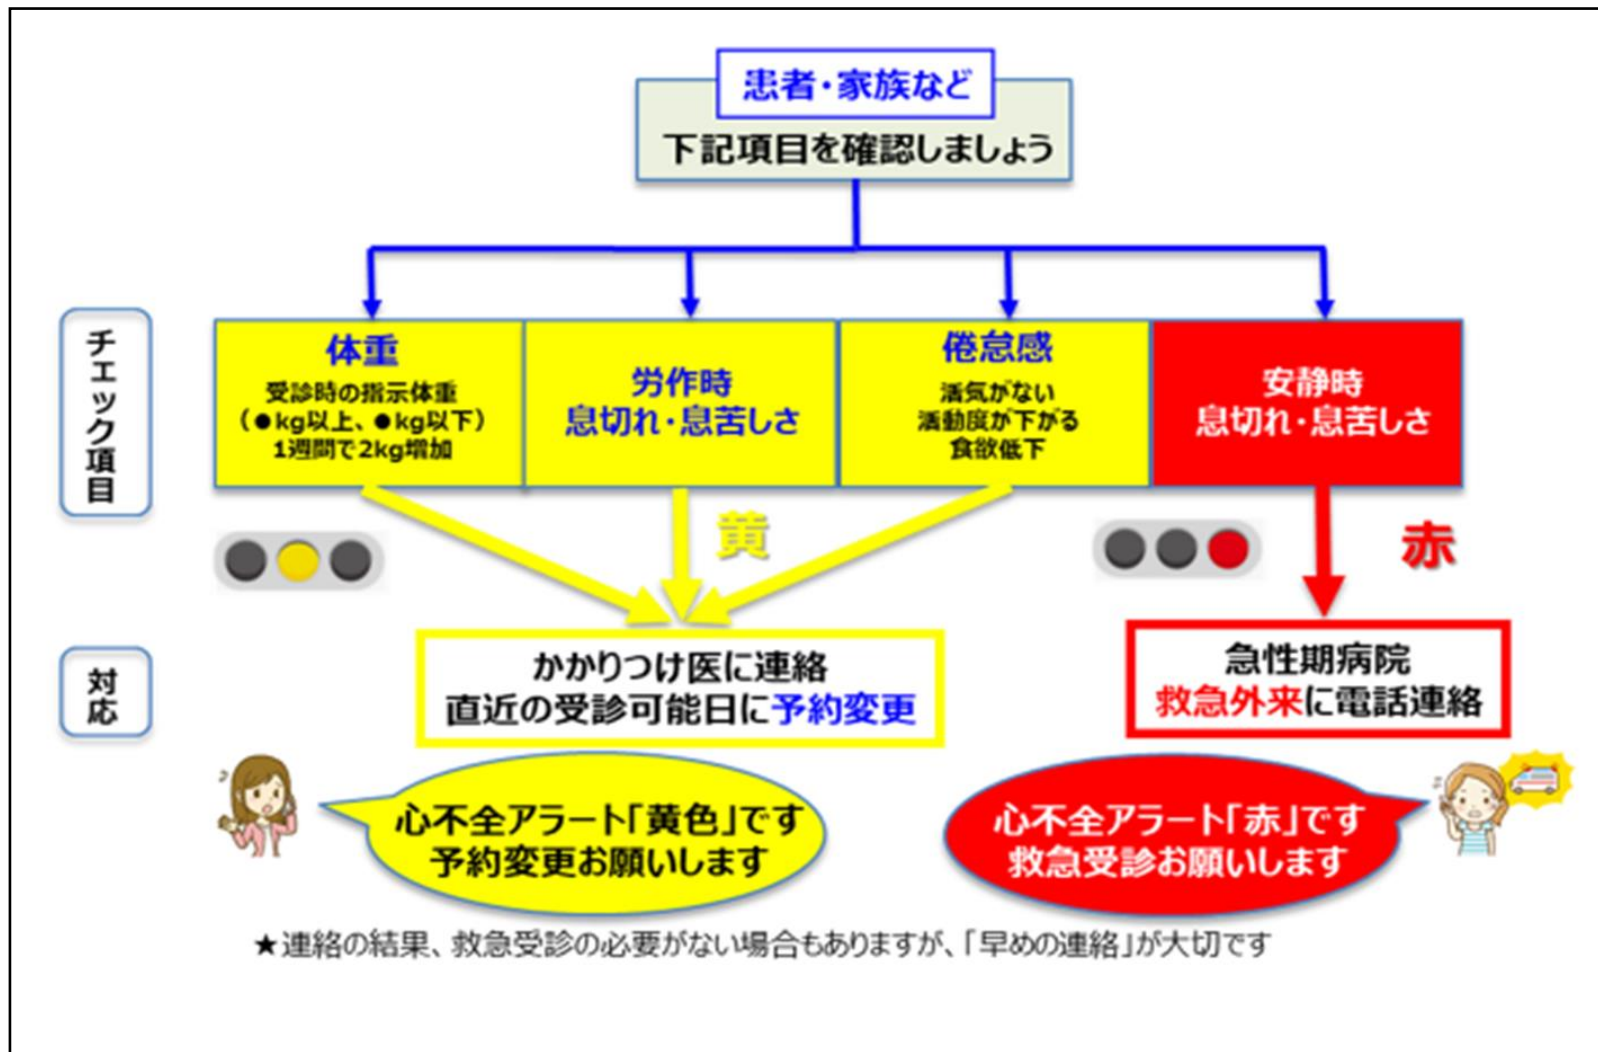 患者・家族など
下記項目を確認しましょう
チェック項目
体重
受診時の指示体重
(●kg以上、●kg以下)
1週間で2kg増加
労作時
息切れ・息苦しさ
倦怠感
活気がない
活動度が下がる
食欲低下
安静時
息切れ・息苦しさ
黄
赤
対応
かかりつけ医に連絡
直近の受診可能日に予約変更
急性期病院
救急外来に電話連絡
心不全アラート「黄色」です
予約変更お願いします
心不全アラート「赤」です
救急受診お願いします
★連絡の結果、救急受診の必要がない場合もありますが、「早めの連絡」が大切です